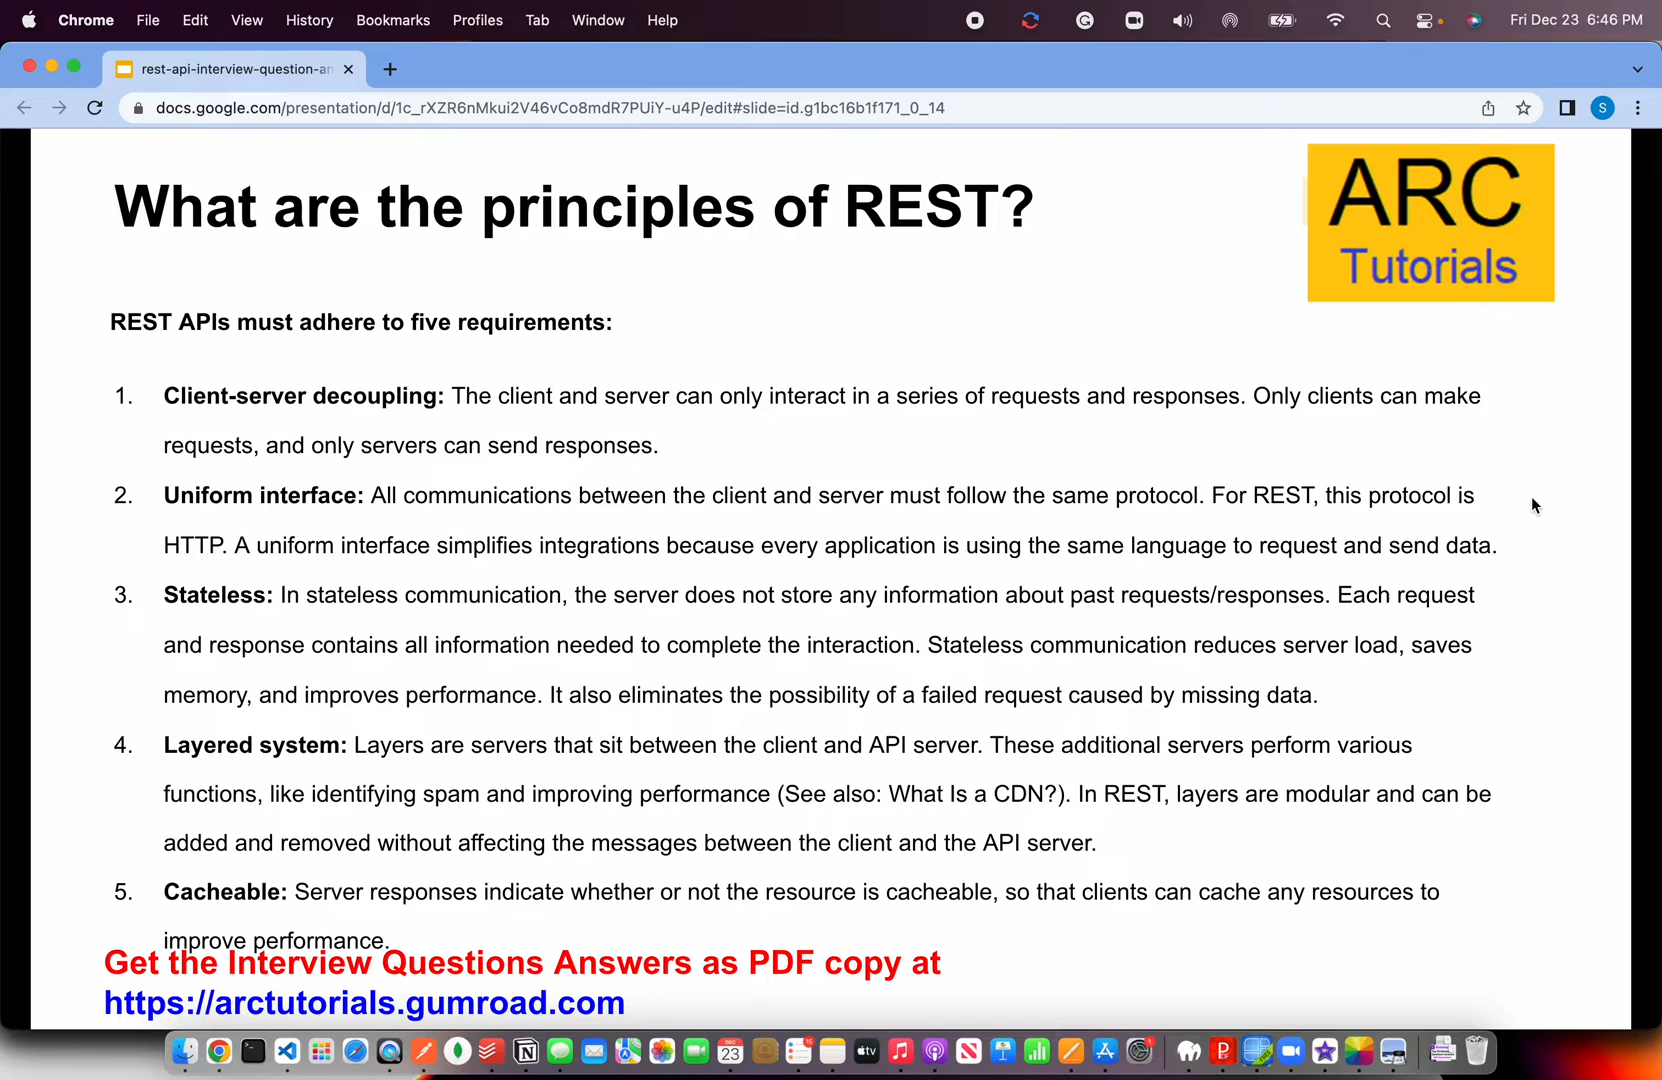 Chrome File Edit View History Bookmarks Profiles Tab Window Help Fri Dec 23 6:46 PM
rest-api-interview-question-an
docs.google.com/presentation/d/1c_rXZR6nMkui2V46vCo8mdR7PUiY-u4P/edit#slide=id.g1bc16b1f171_0_14 S
What are the principles of REST?
ARC
Tutorials
REST APIs must adhere to five requirements:
1. Client-server decoupling: The client and server can only interact in a series of requests and responses. Only clients can make
requests, and only servers can send responses.
2. Uniform interface: All communications between the client and server must follow the same protocol. For REST, this protocol is
HTTP. A uniform interface simplifies integrations because every application is using the same language to request and send data.
3. Stateless: In stateless communication, the server does not store any information about past requests/responses. Each request
and response contains all information needed to complete the interaction. Stateless communication reduces server load, saves
memory, and improves performance. It also eliminates the possibility of a failed request caused by missing data.
4. Layered system: Layers are servers that sit between the client and API server. These additional servers perform various
functions, like identifying spam and improving performance (See also: What Is a CDN?). In REST, layers are modular and can be
added and removed without affecting the messages between the client and the API server.
5. Cacheable: Server responses indicate whether or not the resource is cacheable, so that clients can cache any resources to
improve performance.
Get the Interview Questions Answers as PDF copy at
https://arctutorials.gumroad.com
DEC
23
tv